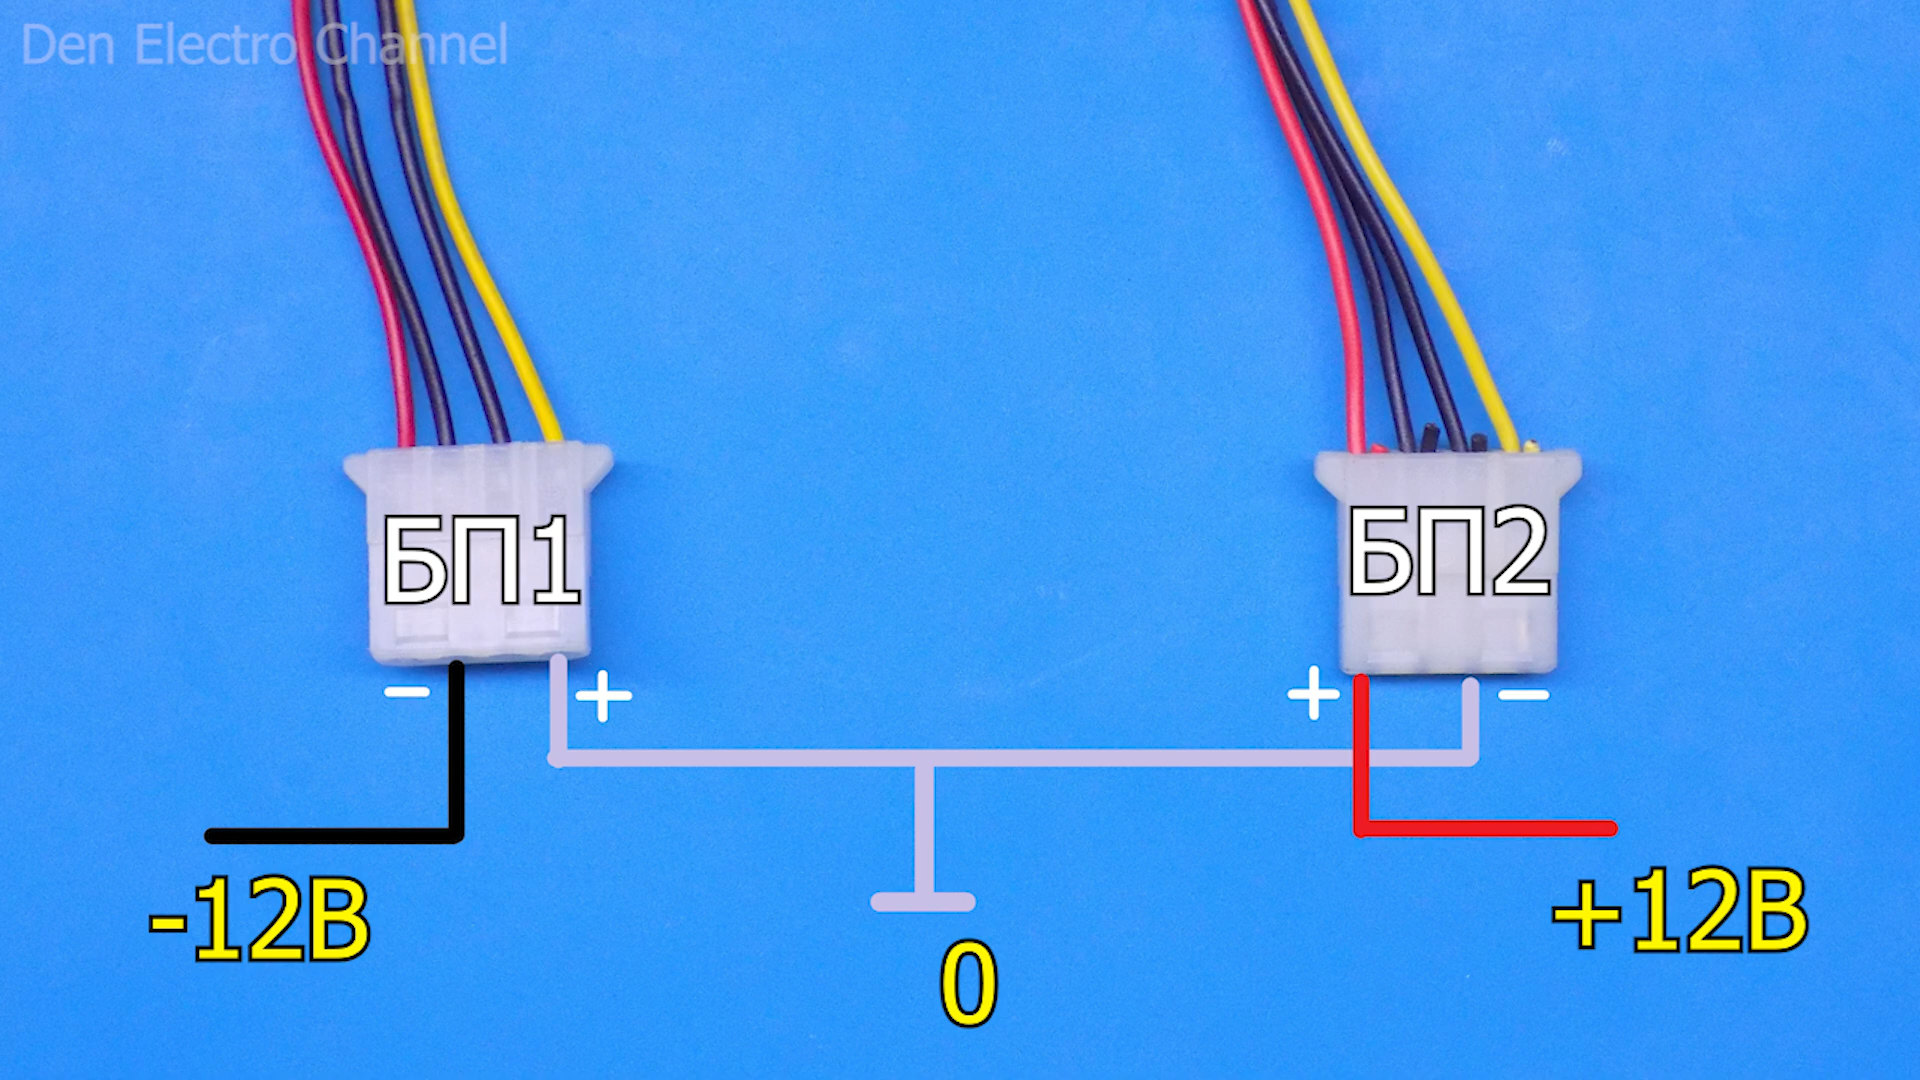 Den Electro Channel
БП1
БП2
- +
+ -
-12В
+12В
0